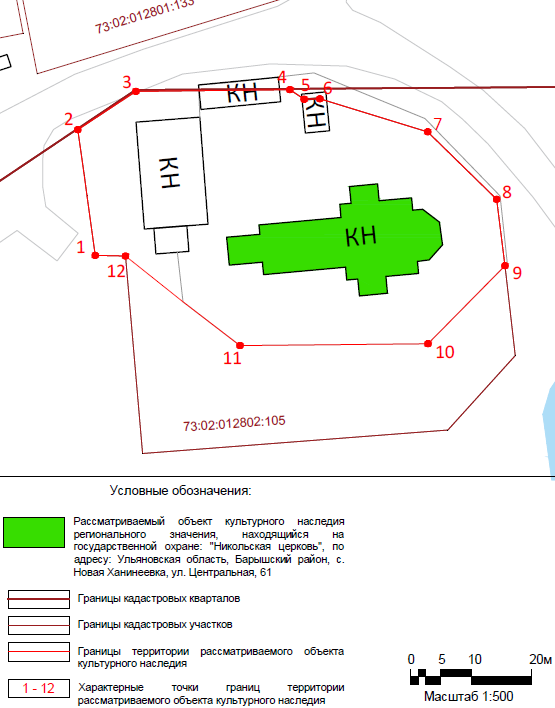 73:02:012801:133
3
4
5
6
КН
КН
2
7
КН
8
КН
1
12
9
11
10
73:02:012802:105
Условные обозначения:
Рассматриваемый объект культурного наследия
регионального значения, находящийся на
государственной охране: "Никольская церковь", по
адресу: Ульяновская область, Барышский район, с.
Новая Ханинеевка, ул. Центральная, 61
Границы кадастровых кварталов
Границы кадастровых участков
Границы территории рассматриваемого объекта
культурного наследия
1 - 12
Характерные точки границ территории
рассматриваемого объекта культурного наследия
0 5 10 20м
Масштаб 1:500